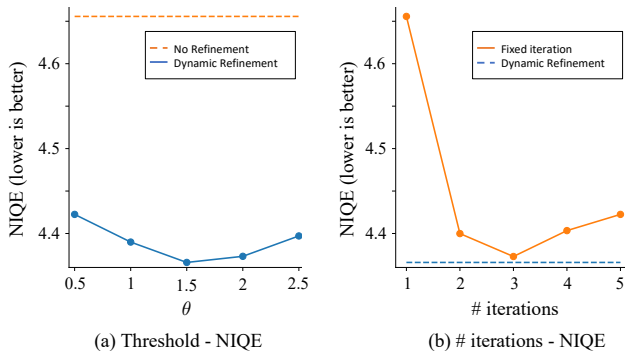 NIQE (lower is better)
4.6
4.5
4.4
No Refinement
Dynamic Refinement
0.5 1 1.5 2 2.5
θ
(a) Threshold - NIQE
NIQE (lower is better)
4.6
4.5
4.4
Fixed iteration
Dynamic Refinement
1 2 3 4 5
# iterations
(b) # iterations - NIQE